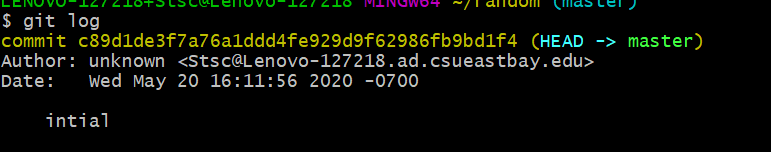 LENOVO-127218+Stsc@Lenovo-127218 MINGW64 ~/random (master)
$ git log
commit c89d1de3f7a76a1ddd4fe929d9f62986fb9bd1f4 (HEAD -> master)
Author: unknown <Stsc@Lenovo-127218.ad.csueastbay.edu>
Date:   Wed May 20 16:11:56 2020 -0700
    intial